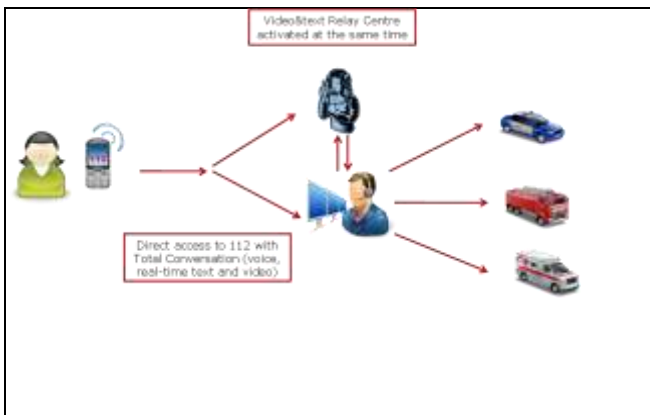 Video&text Relay Centre
activated at the same time
112
Direct access to 112 with
Total Conversation (voice,
real-time text and video)